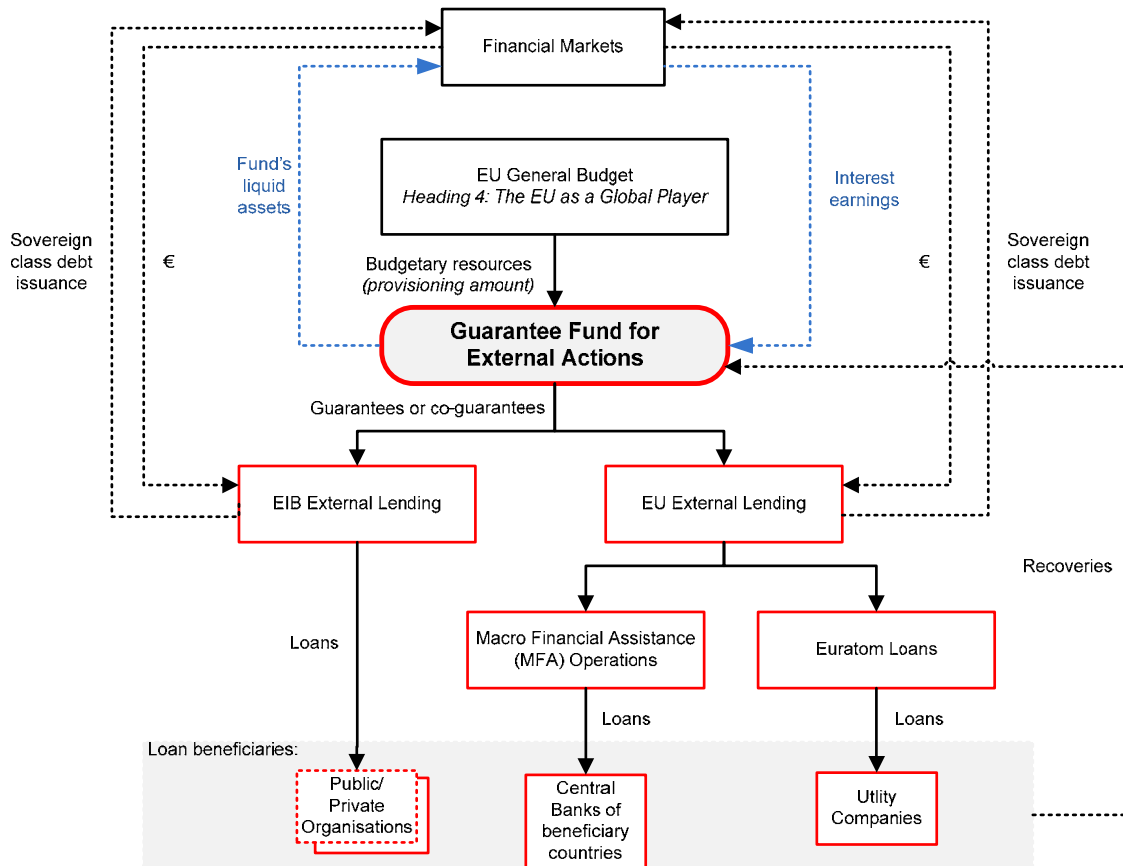 Financial Markets
Fund's
liquid
assets
EU General Budget
Heading 4: The EU as a Global Player
Interest
earnings
Sovereign
class debt
issuance
€
€
Sovereign
class debt
issuance
Budgetary resources
(provisioning amount)
Guarantee Fund for
External Actions
Guarantees or co-guarantees
EIB External Lending
EU External Lending
Recoveries
Loans
Macro Financial Assistance
(MFA) Operations
Euratom Loans
Loans
Loans
Loan beneficiaries:
Public/
Private
Organisations
Central
Banks of
beneficiary
countries
Utlity
Companies